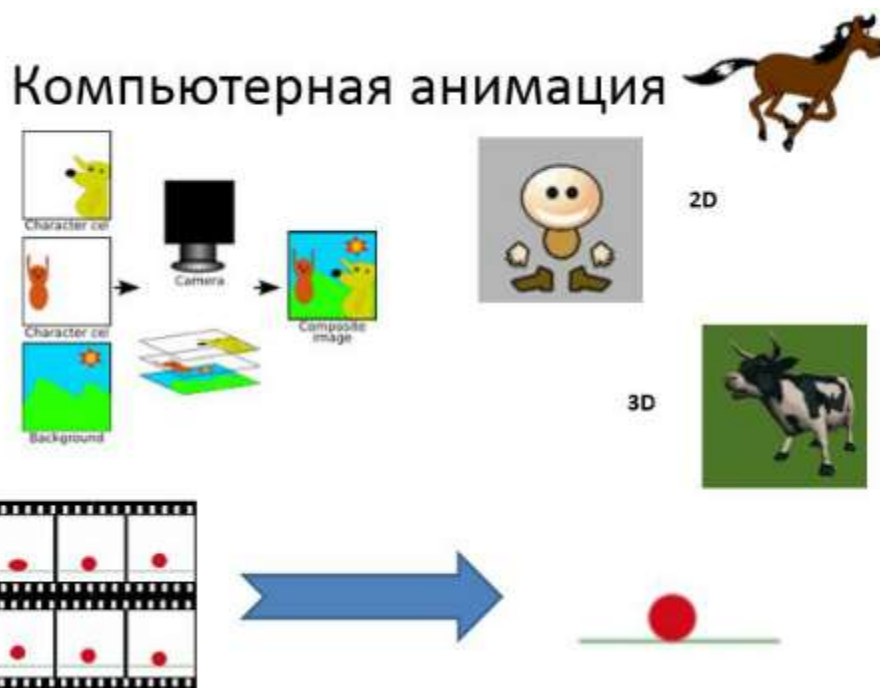 Компьютерная анимация
Character cel
Character cel
Background
Camera
Composite
image
2D
3D